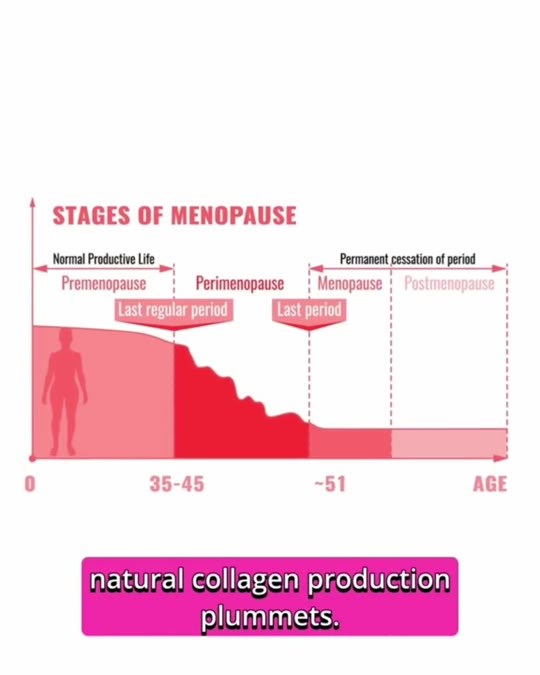 STAGES OF MENOPAUSE
Normal Productive Life
Permanent cessation of period
Premenopause
Perimenopause
Menopause
Postmenopause
Last regular period
Last period
0
35-45
~51
AGE
natural collagen production
plummets.